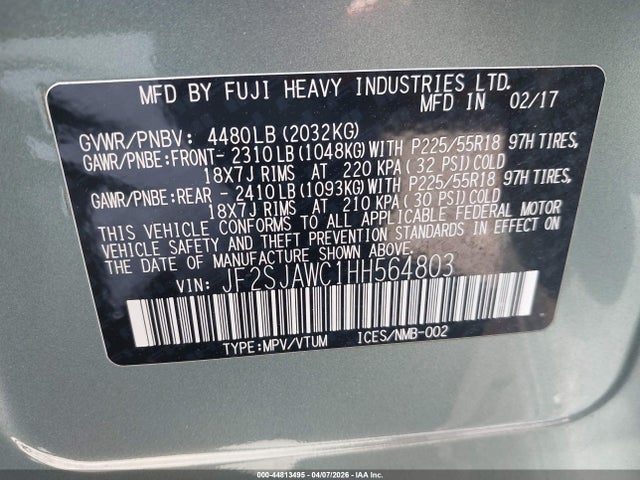 MFD BY FUJI HEAVY INDUSTRIES LTD.
MFD IN 02/17
GVWR/PNBV: 4480LB(2032KG)
GAWR/PNBE:FRONT- 2310LB(1048KG)WITH P225/55R18 97H TIRES,
18X7J RIMS AT 220 KPA(32 PSI)COLD
GAWR/PNBE:REAR - 2410LB(1093KG)WITH P225/55R18 97H TIRES,
18X7J RIMS AT 210 KPA(30 PSI)COLD
THIS VEHICLE CONFORMS TO ALL APPLICABLE FEDERAL MOTOR
VEHICLE SAFETY AND THEFT PREVENTION STANDARDS IN EFFECT ON
THE DATE OF MANUFACTURE SHOWN ABOVE.
VIN: JF2SJAWC1HH564803
TYPE:MPV/VTUM ICES/NMB-002
000-44813495 - 04/07/2026 - IAA Inc.